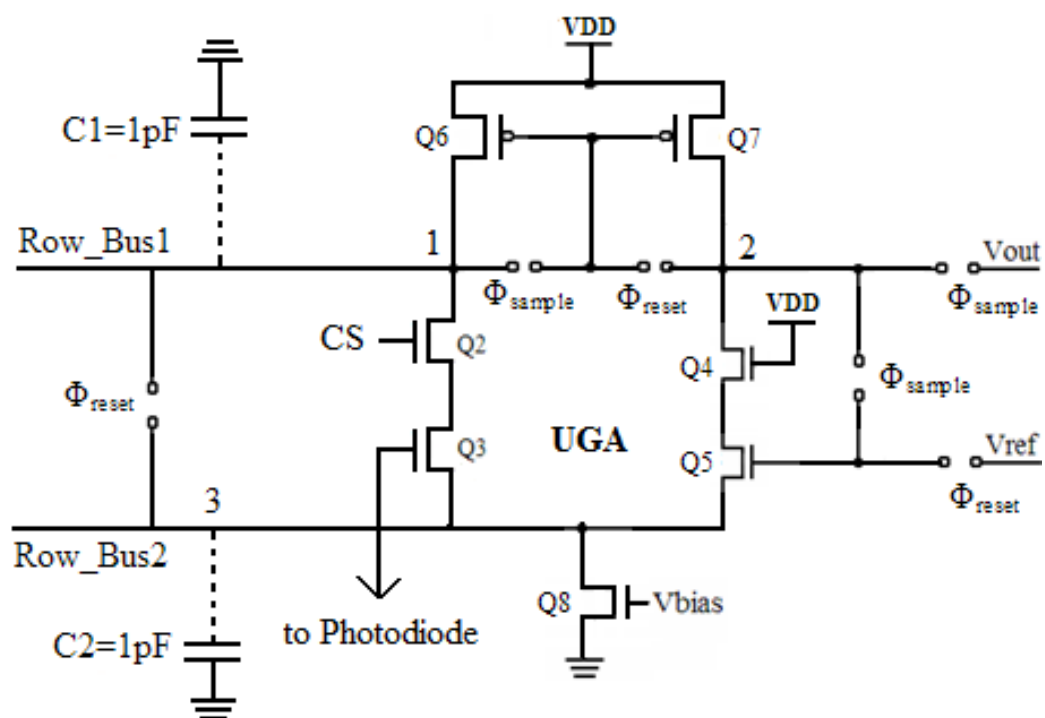 VDD
C1=1pF
Q6
Q7
Row_Bus1
1
2
Vout
Φsample
Φreset
VDD
Φsample
CS
Q2
Q4
Φsample
Φreset
UGA
Q3
Q5
Vref
Φreset
3
Row_Bus2
Q8
Vbias
to Photodiode
C2=1pF